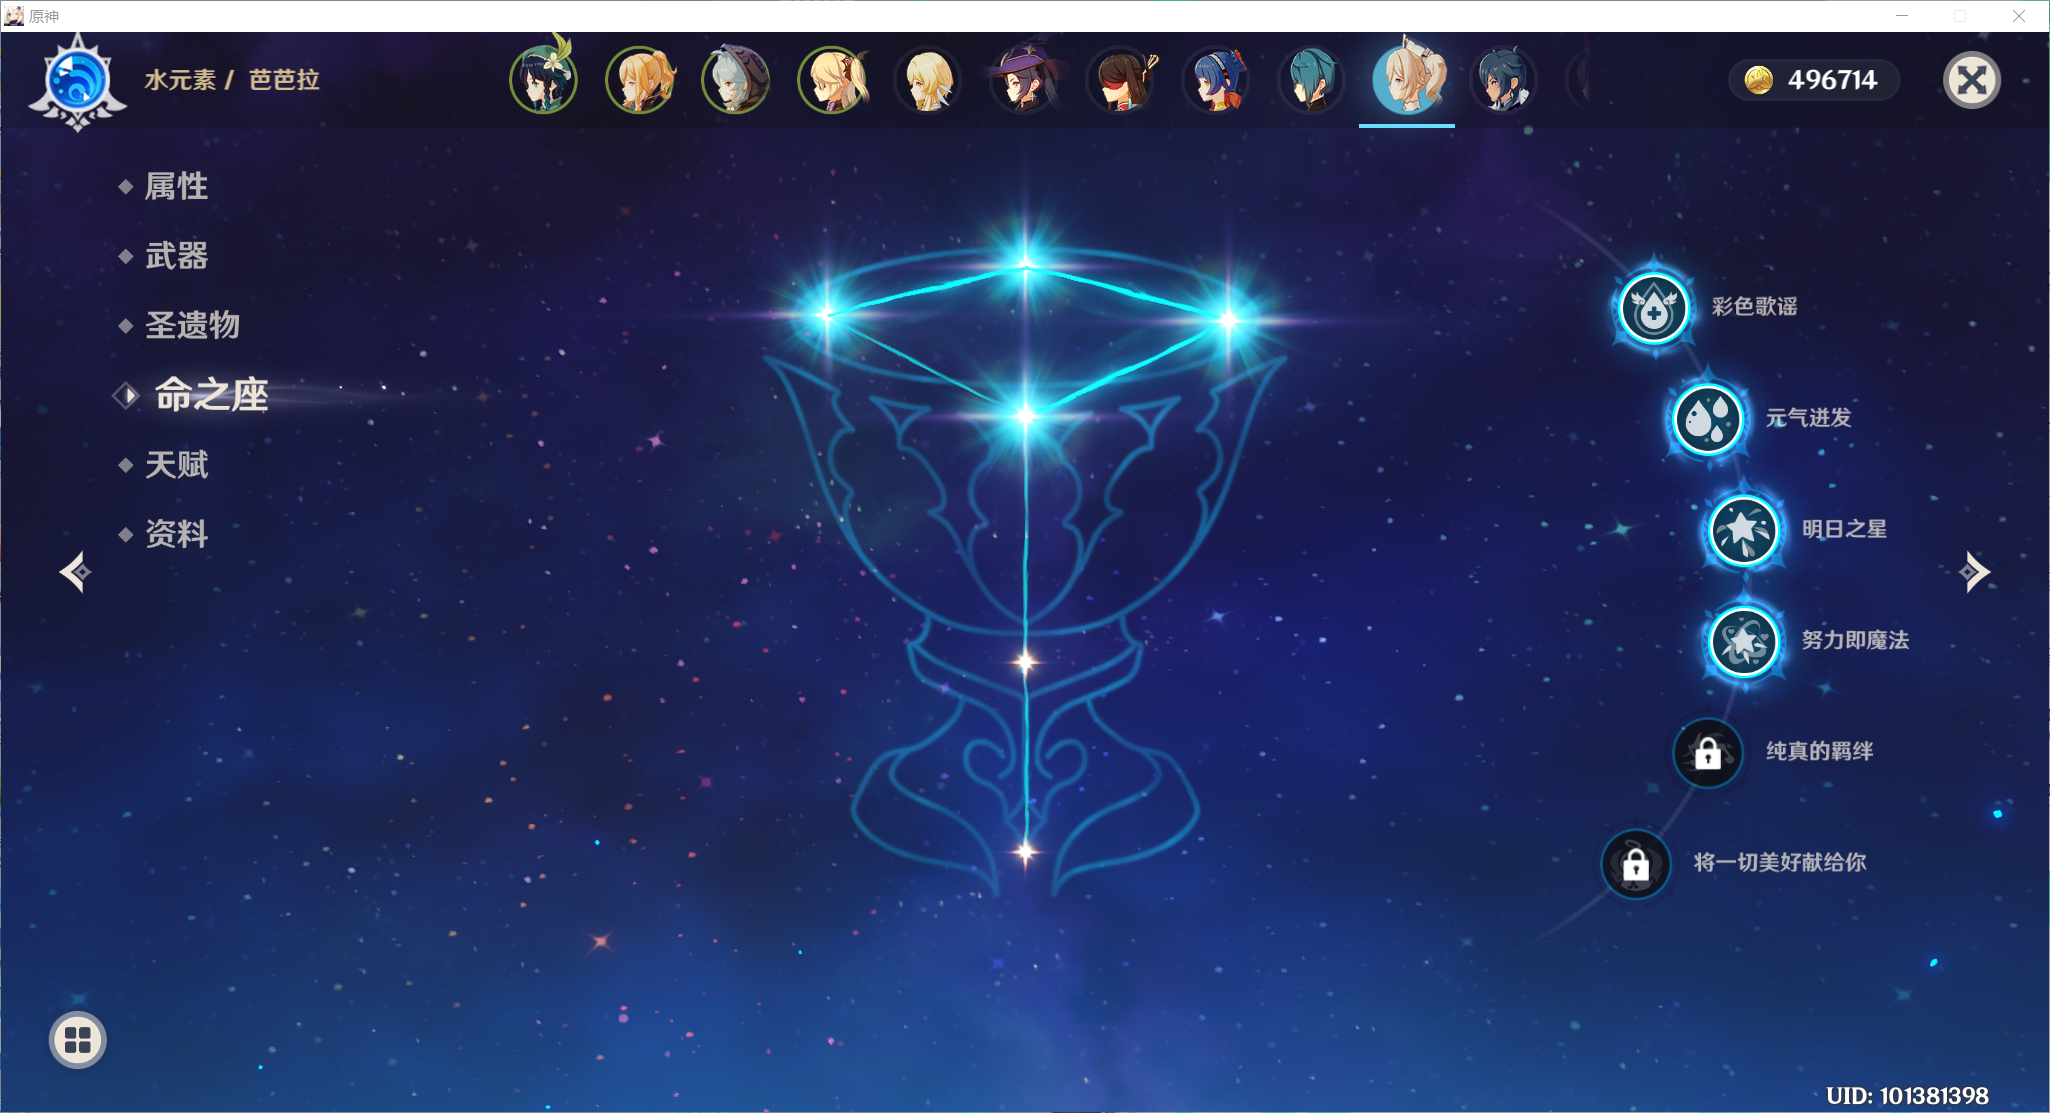 原神
水元素 / 芭芭拉
496714
属性
武器
圣遗物
命之座
天赋
资料
彩色歌谣
元气迸发
明日之星
努力即魔法
纯真的羁绊
将一切美好献给你
UID: 101381398